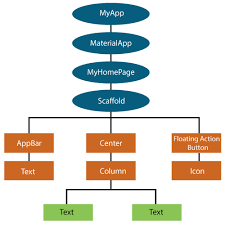 MyApp
MaterialApp
MyHomePage
Scaffold
AppBar
Center
Floating Action
Button
Text
Column
Icon
Text
Text